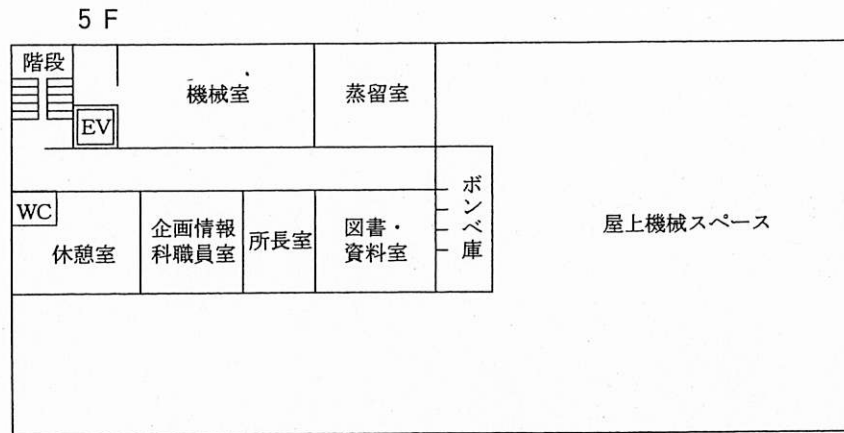 5 F
階段
機械室
蒸留室
EV
WC
休憩室
企画情報
科職員室
所長室
図書・
資料室
ボンベ庫
屋上機械スペース